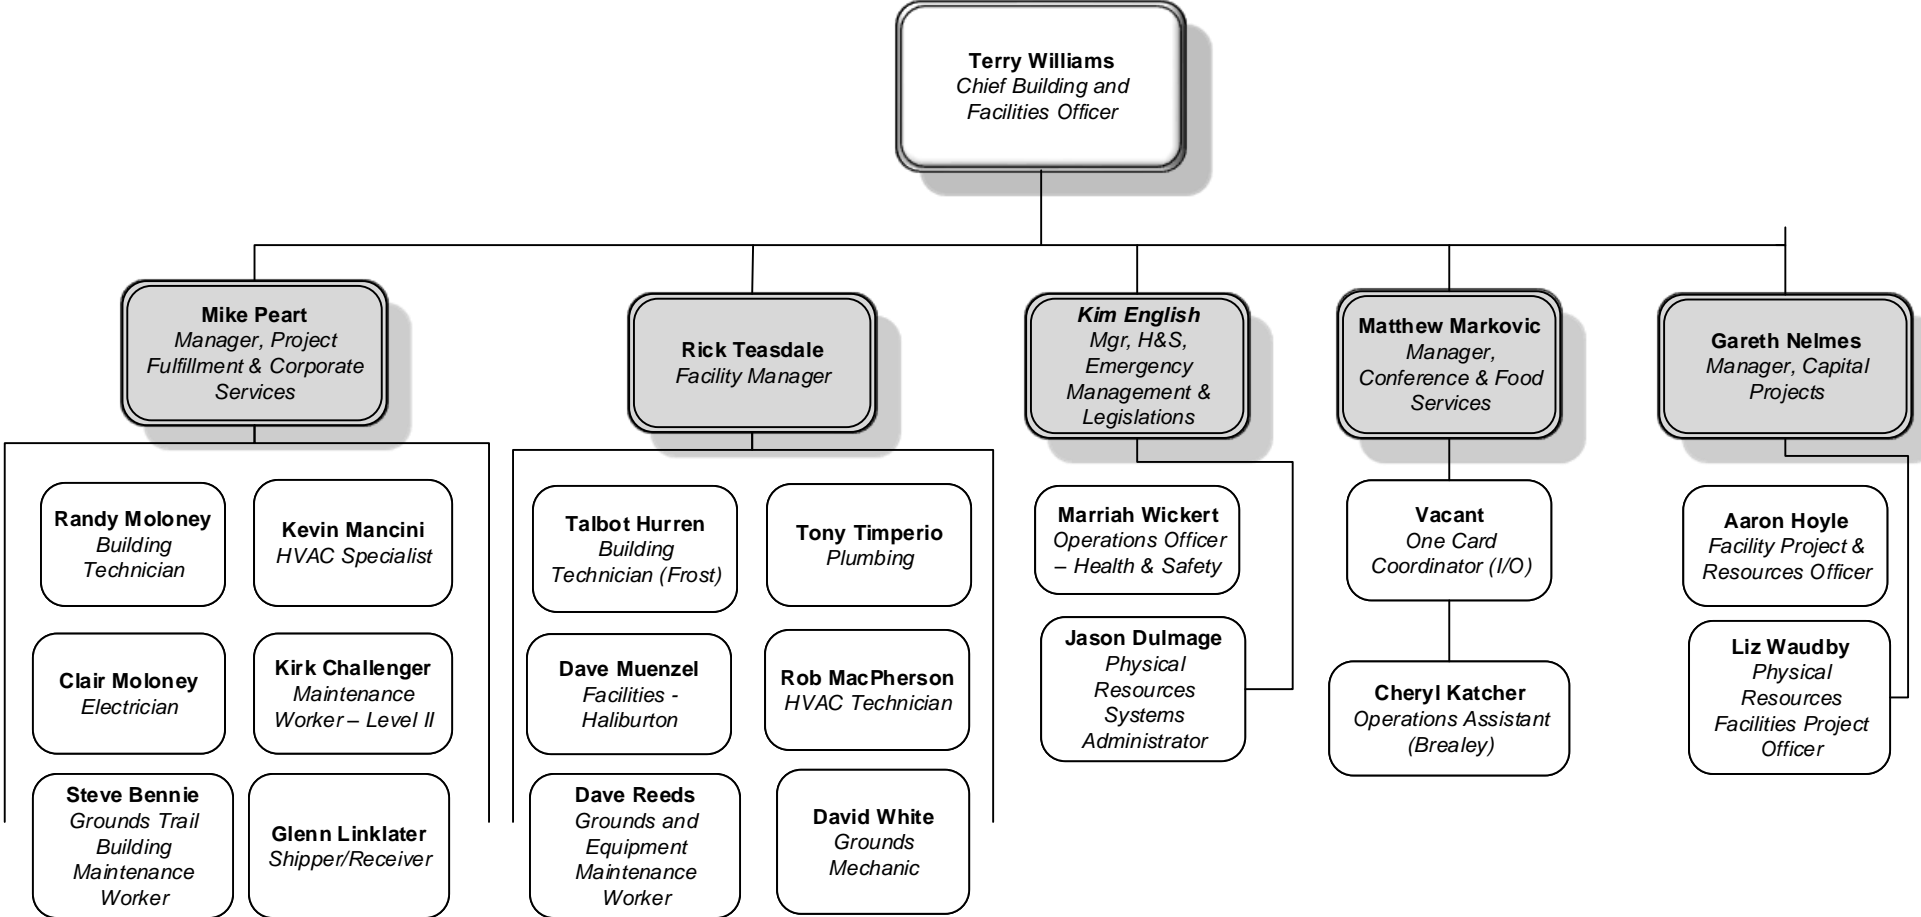 Terry Williams
Chief Building and
Facilities Officer
Mike Peart
Manager, Project
Fulfillment & Corporate
Services
Rick Teasdale
Facility Manager
Kim English
Mgr, H&S,
Emergency
Management &
Legislations
Matthew Markovic
Manager,
Conference & Food
Services
Gareth Nelmes
Manager, Capital
Projects
Randy Moloney
Building
Technician
Kevin Mancini
HVAC Specialist
Clair Moloney
Electrician
Kirk Challenger
Maintenance
Worker – Level II
Steve Bennie
Grounds Trail
Building
Maintenance
Worker
Glenn Linklater
Shipper/Receiver
Talbot Hurren
Building
Technician (Frost)
Tony Timperio
Plumbing
Dave Muenzel
Facilities -
Haliburton
Rob MacPherson
HVAC Technician
Dave Reeds
Grounds and
Equipment
Maintenance
Worker
David White
Grounds
Mechanic
Marriah Wickert
Operations Officer
– Health & Safety
Jason Dulmage
Physical
Resources
Systems
Administrator
Vacant
One Card
Coordinator (I/O)
Cheryl Katcher
Operations Assistant
(Brealey)
Aaron Hoyle
Facility Project &
Resources Officer
Liz Waudby
Physical
Resources
Facilities Project
Officer